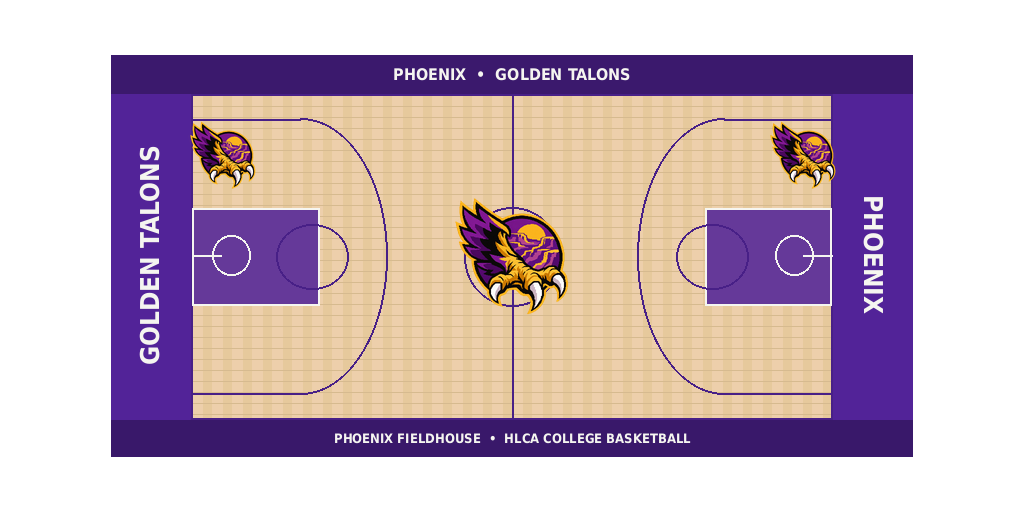 PHOENIX • GOLDEN TALONS
GOLDEN TALONS
PHOENIX
PHOENIX FIELDHOUSE • HLCA COLLEGE BASKETBALL